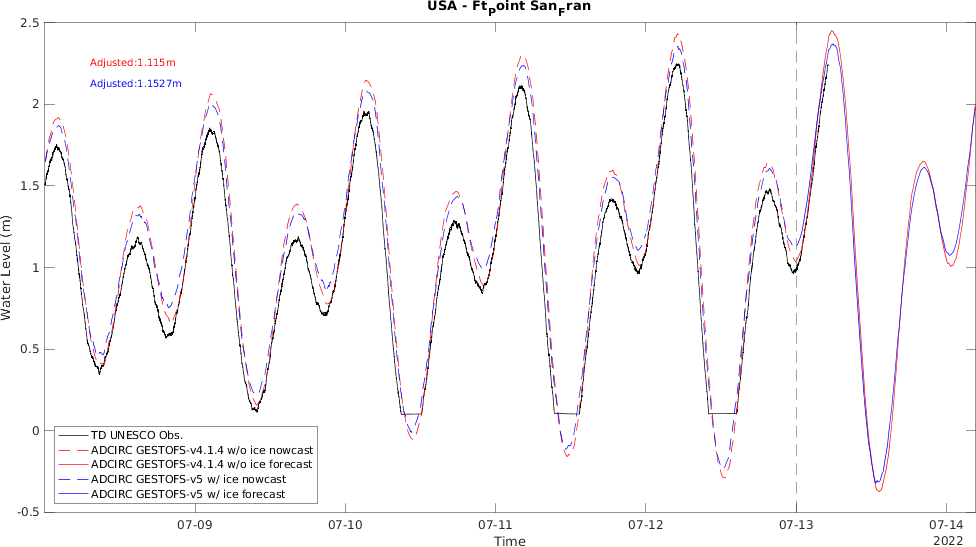 USA - Ft_Point San_Fran
2.5
Adjusted:1.115m
Adjusted:1.1527m
2
1.5
1
0.5
0
-0.5
Water Level (m)
TD UNESCO Obs.
ADCIRC GESTOFS-v4.1.4 w/o ice nowcast
ADCIRC GESTOFS-v4.1.4 w/o ice forecast
ADCIRC GESTOFS-v5 w/ ice nowcast
ADCIRC GESTOFS-v5 w/ ice forecast
07-09 07-10 07-11 07-12 07-13 07-14
Time
2022